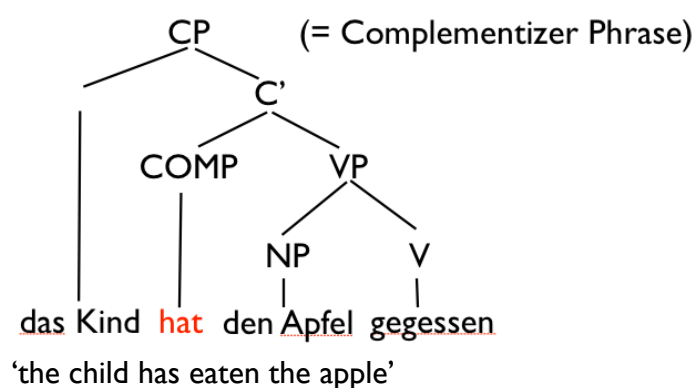 CP (= Complementizer Phrase)
C’
COMP VP
NP V
das Kind hat den Apfel gegessen
‘the child has eaten the apple’